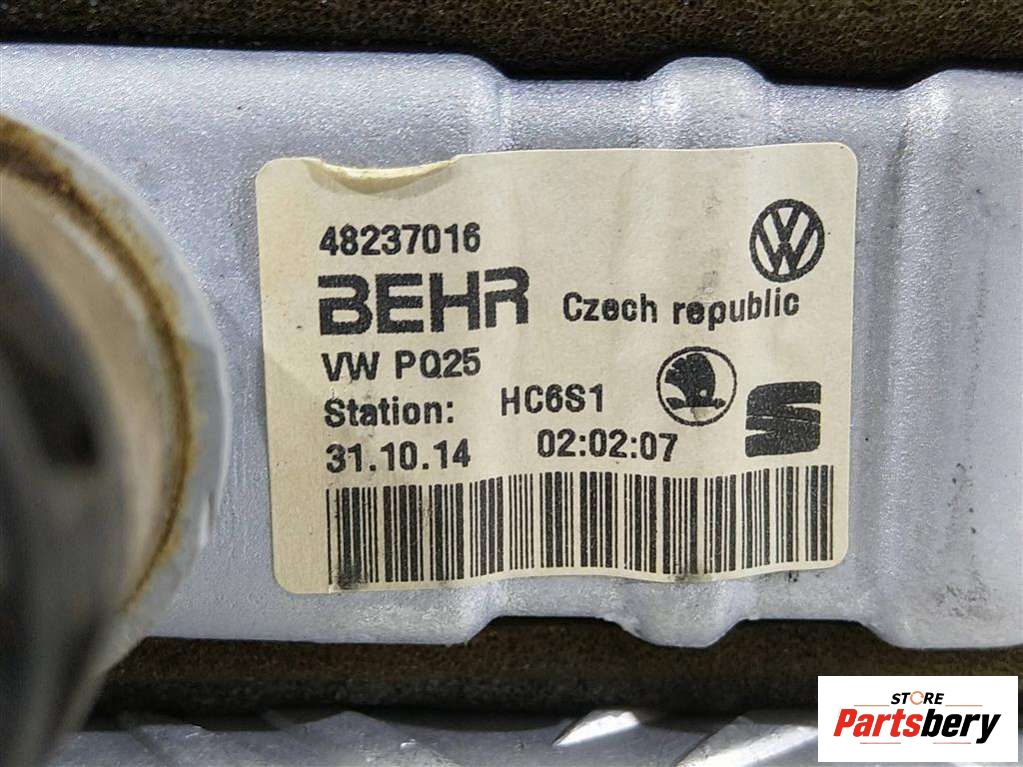 48237016
BEHR Czech republic
VW PQ25
Station: HC6S1
31.10.14 02:02:07
STORE
Partsbery